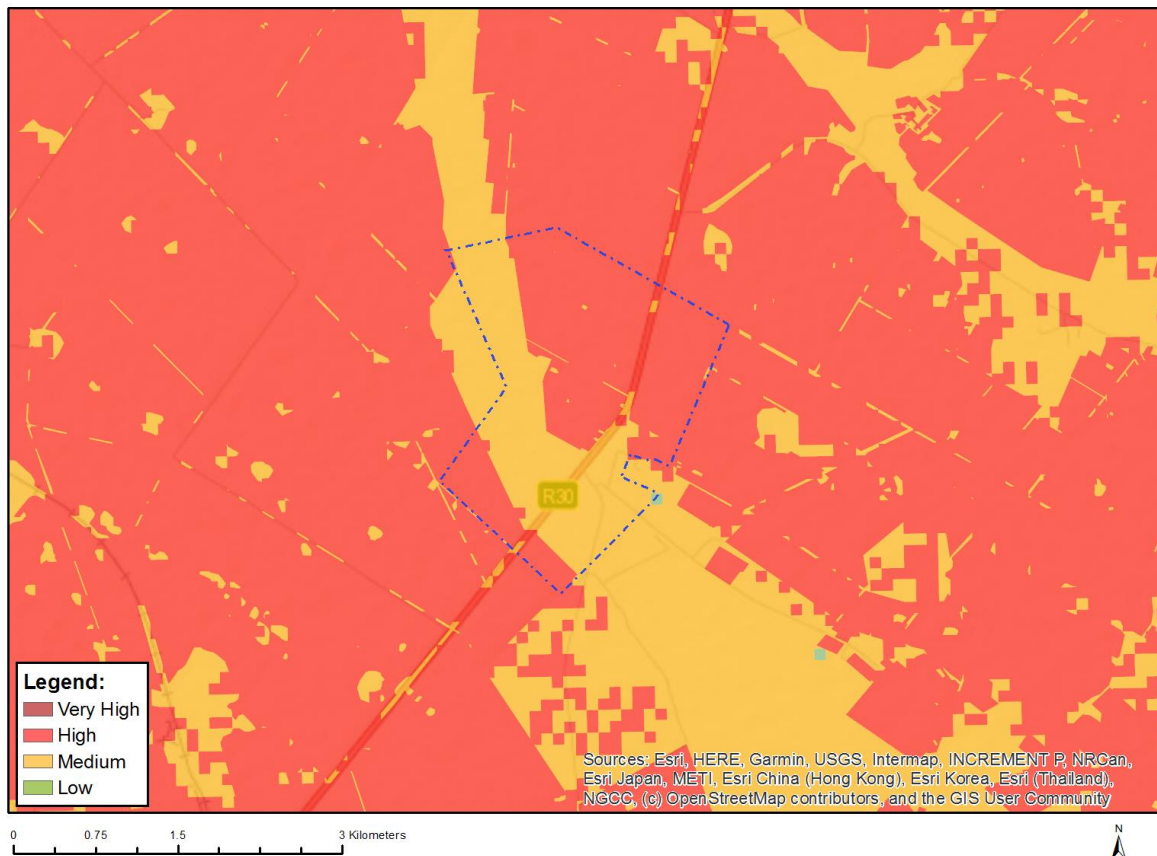 R30
Legend:
Very High
High
Medium
Low
Sources: Esri, HERE, Garmin, USGS, Intermap, INCREMENT P, NRCan,
Esri Japan, METI, Esri China (Hong Kong), Esri Korea, Esri (Thailand),
NGCC, (c) OpenStreetMap contributors, and the GIS User Community
0 0.75 1.5 3 Kilometers
N